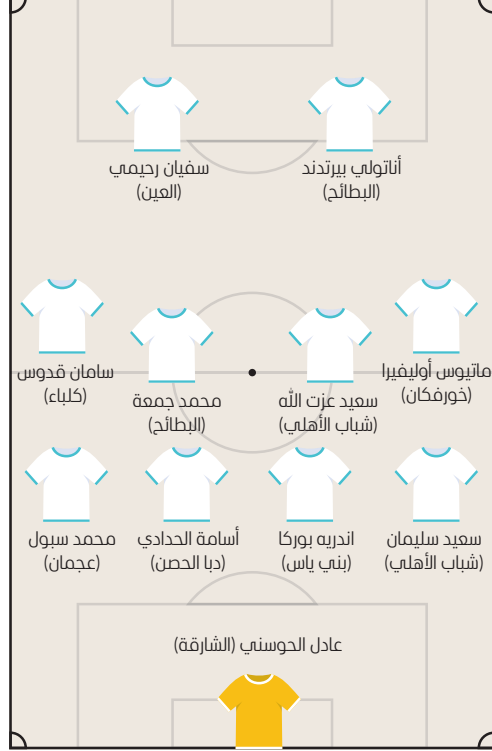 أناتولي بيرتدند
(البطائح)
سفيان رحيمي
(العين)
ماتيوس أوليفيرا
(خورفكان)
سعيد عزت الله
(شباب الأهلي)
محمد جمعة
(البطائح)
سامان قدوس
(كلباء)
سعيد سليمان
(شباب الأهلي)
اندريه بوركا
(بني ياس)
أسامة الحدادي
(دبا الحصن)
محمد سبول
(عجمان)
عادل الحوسني (الشارقة)